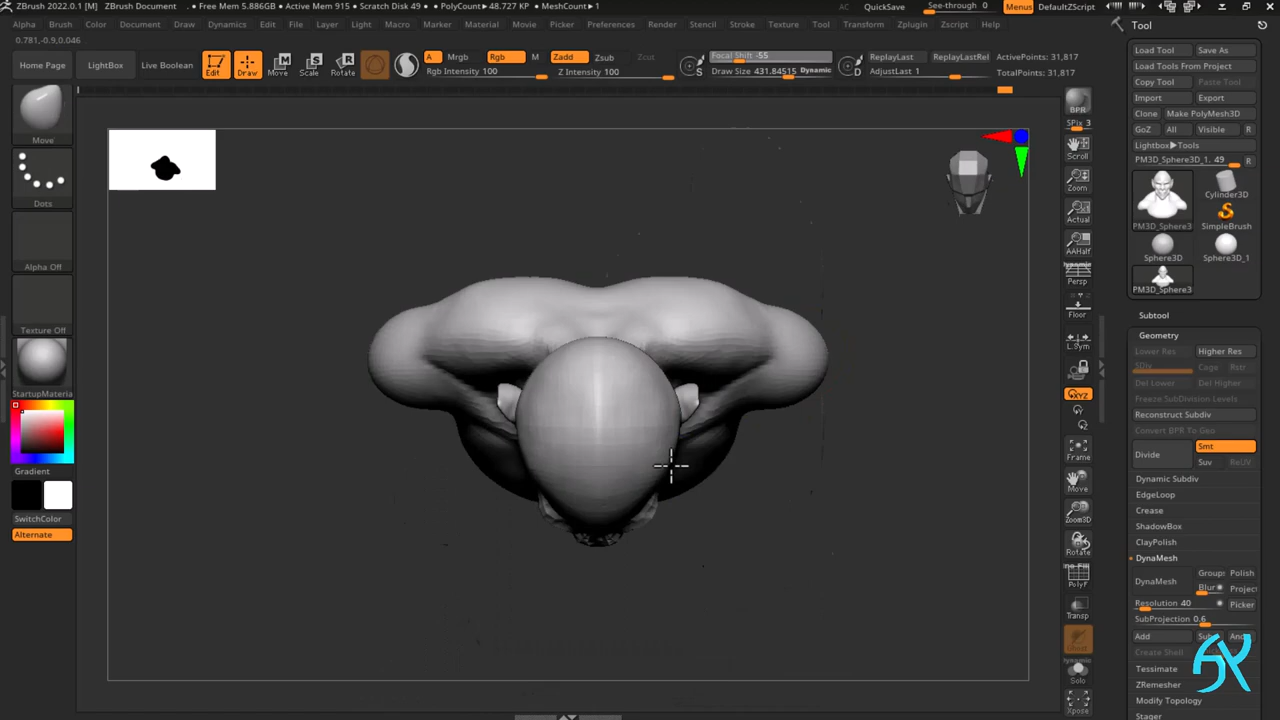 ZBrush 2022.0.1 [M] ZBrush Document . • Free Mem 5.886GB • Active Mem 915 • Scratch Disk 49 • PolyCount▸ 48.727 KP • MeshCount▸ 1 AC QuickSave See-through 0 Menus DefaultZScript
Alpha Brush Color Document Draw Dynamics Edit File Layer Light Macro Marker Material Movie Picker Preferences Render Stencil Stroke Texture Tool Transform Zplugin Zscript Help
0.781,-0.9,0.046
Home Page LightBox Live Boolean
Edit Draw Move Scale Rotate
A Mrgb Rgb M Zadd Zsub Zcut
Rgb Intensity 100 Z Intensity 100
Focal Shift -55
Draw Size 431.84515 Dynamic
S D
ReplayLast ReplayLastRel
AdjustLast 1
ActivePoints: 31,817
TotalPoints: 31,817
Move
Dots
Alpha Off
Texture Off
StartupMateria
Gradient
SwitchColor
Alternate
BPR
SPix 3
Scroll
Zoom
Actual
AAHalf
Dynamic
Persp
Floor
L.Sym
XYZ
Frame
Move
Zoom3D
Rotate
PolyF
Transp
Ghost
Dynamic
Solo
Xpose
Tool
Load Tool Save As
Load Tools From Project
Copy Tool Paste Tool
Import Export
Clone Make PolyMesh3D
GoZ All Visible R
Lightbox▸Tools
PM3D_Sphere3D_1. 49 R
PM3D_Sphere3 Cylinder3D
SimpleBrush
Sphere3D Sphere3D_1
PM3D_Sphere3
Subtool
Geometry
Lower Res Higher Res
SDiv Cage Rstr
Del Lower Del Higher
Freeze SubDivision Levels
Reconstruct Subdiv
Convert BPR To Geo
Divide Smt
Suv ReUV
Dynamic Subdiv
EdgeLoop
Crease
ShadowBox
ClayPolish
DynaMesh
DynaMesh Groups Polish
Blur Project
Resolution 40 Picker
SubProjection 0.6
Add Sub And
Create Shell
Tessimate
ZRemesher
Modify Topology
Stager